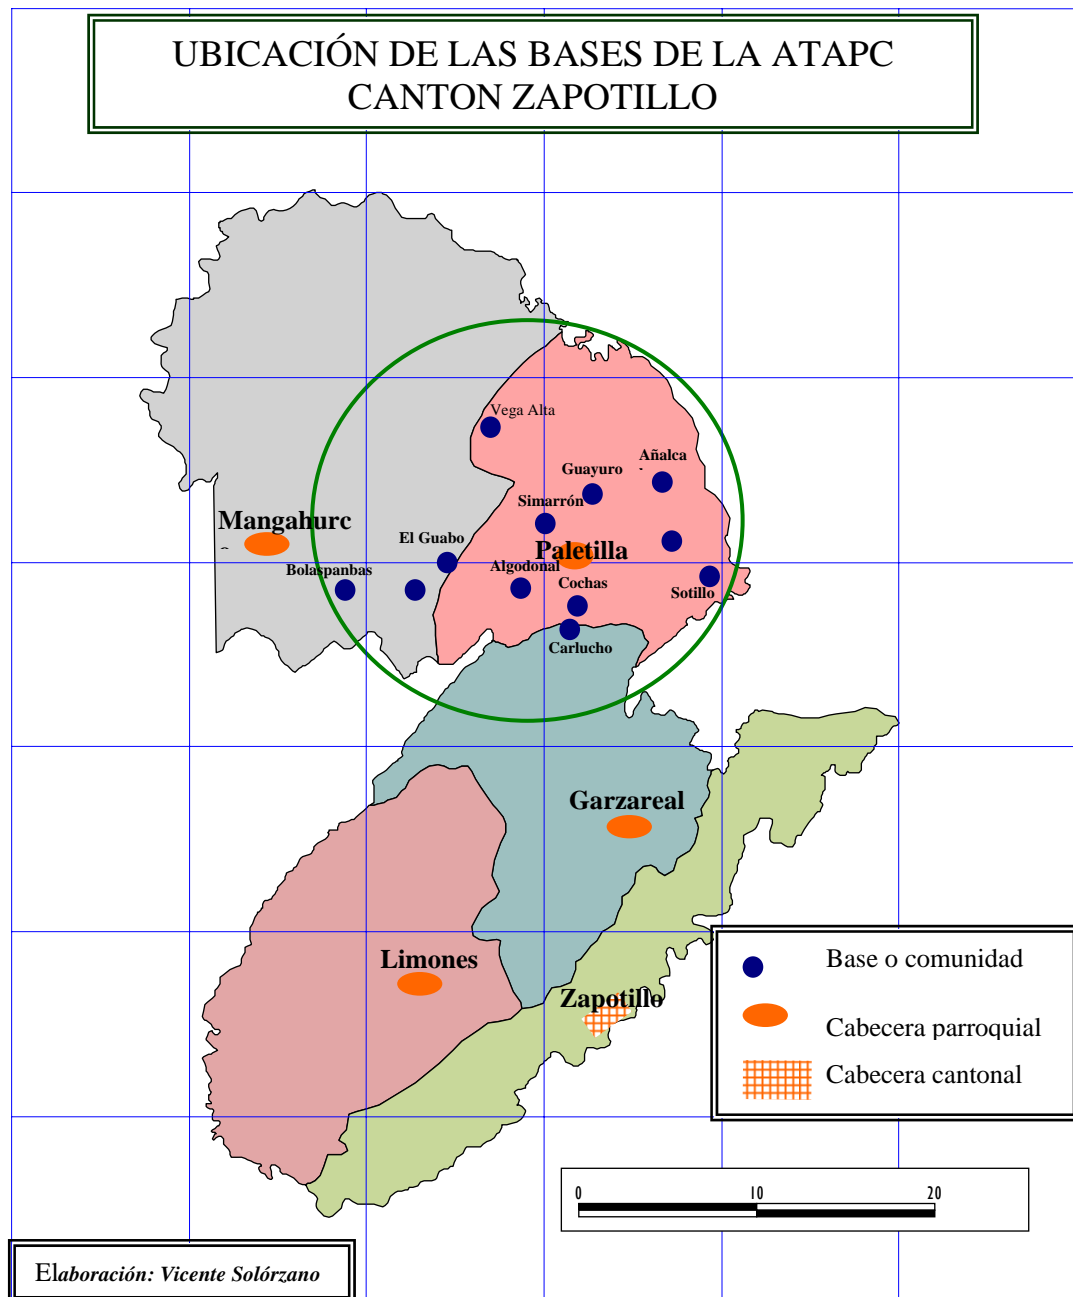 UBICACIÓN DE LAS BASES DE LA ATAPC
CANTON ZAPOTILLO
Vega Alta
Añalca
Guayuro
Simarrón
Mangahurc
El Guabo
Paletilla
Bolaspanbas
Algodonal
Cochas
Sotillo
Carlucho
Garzareal
Limones
Zapotillo
Base o comunidad
Cabecera parroquial
Cabecera cantonal
0 10 20
Elaboración: Vicente Solórzano